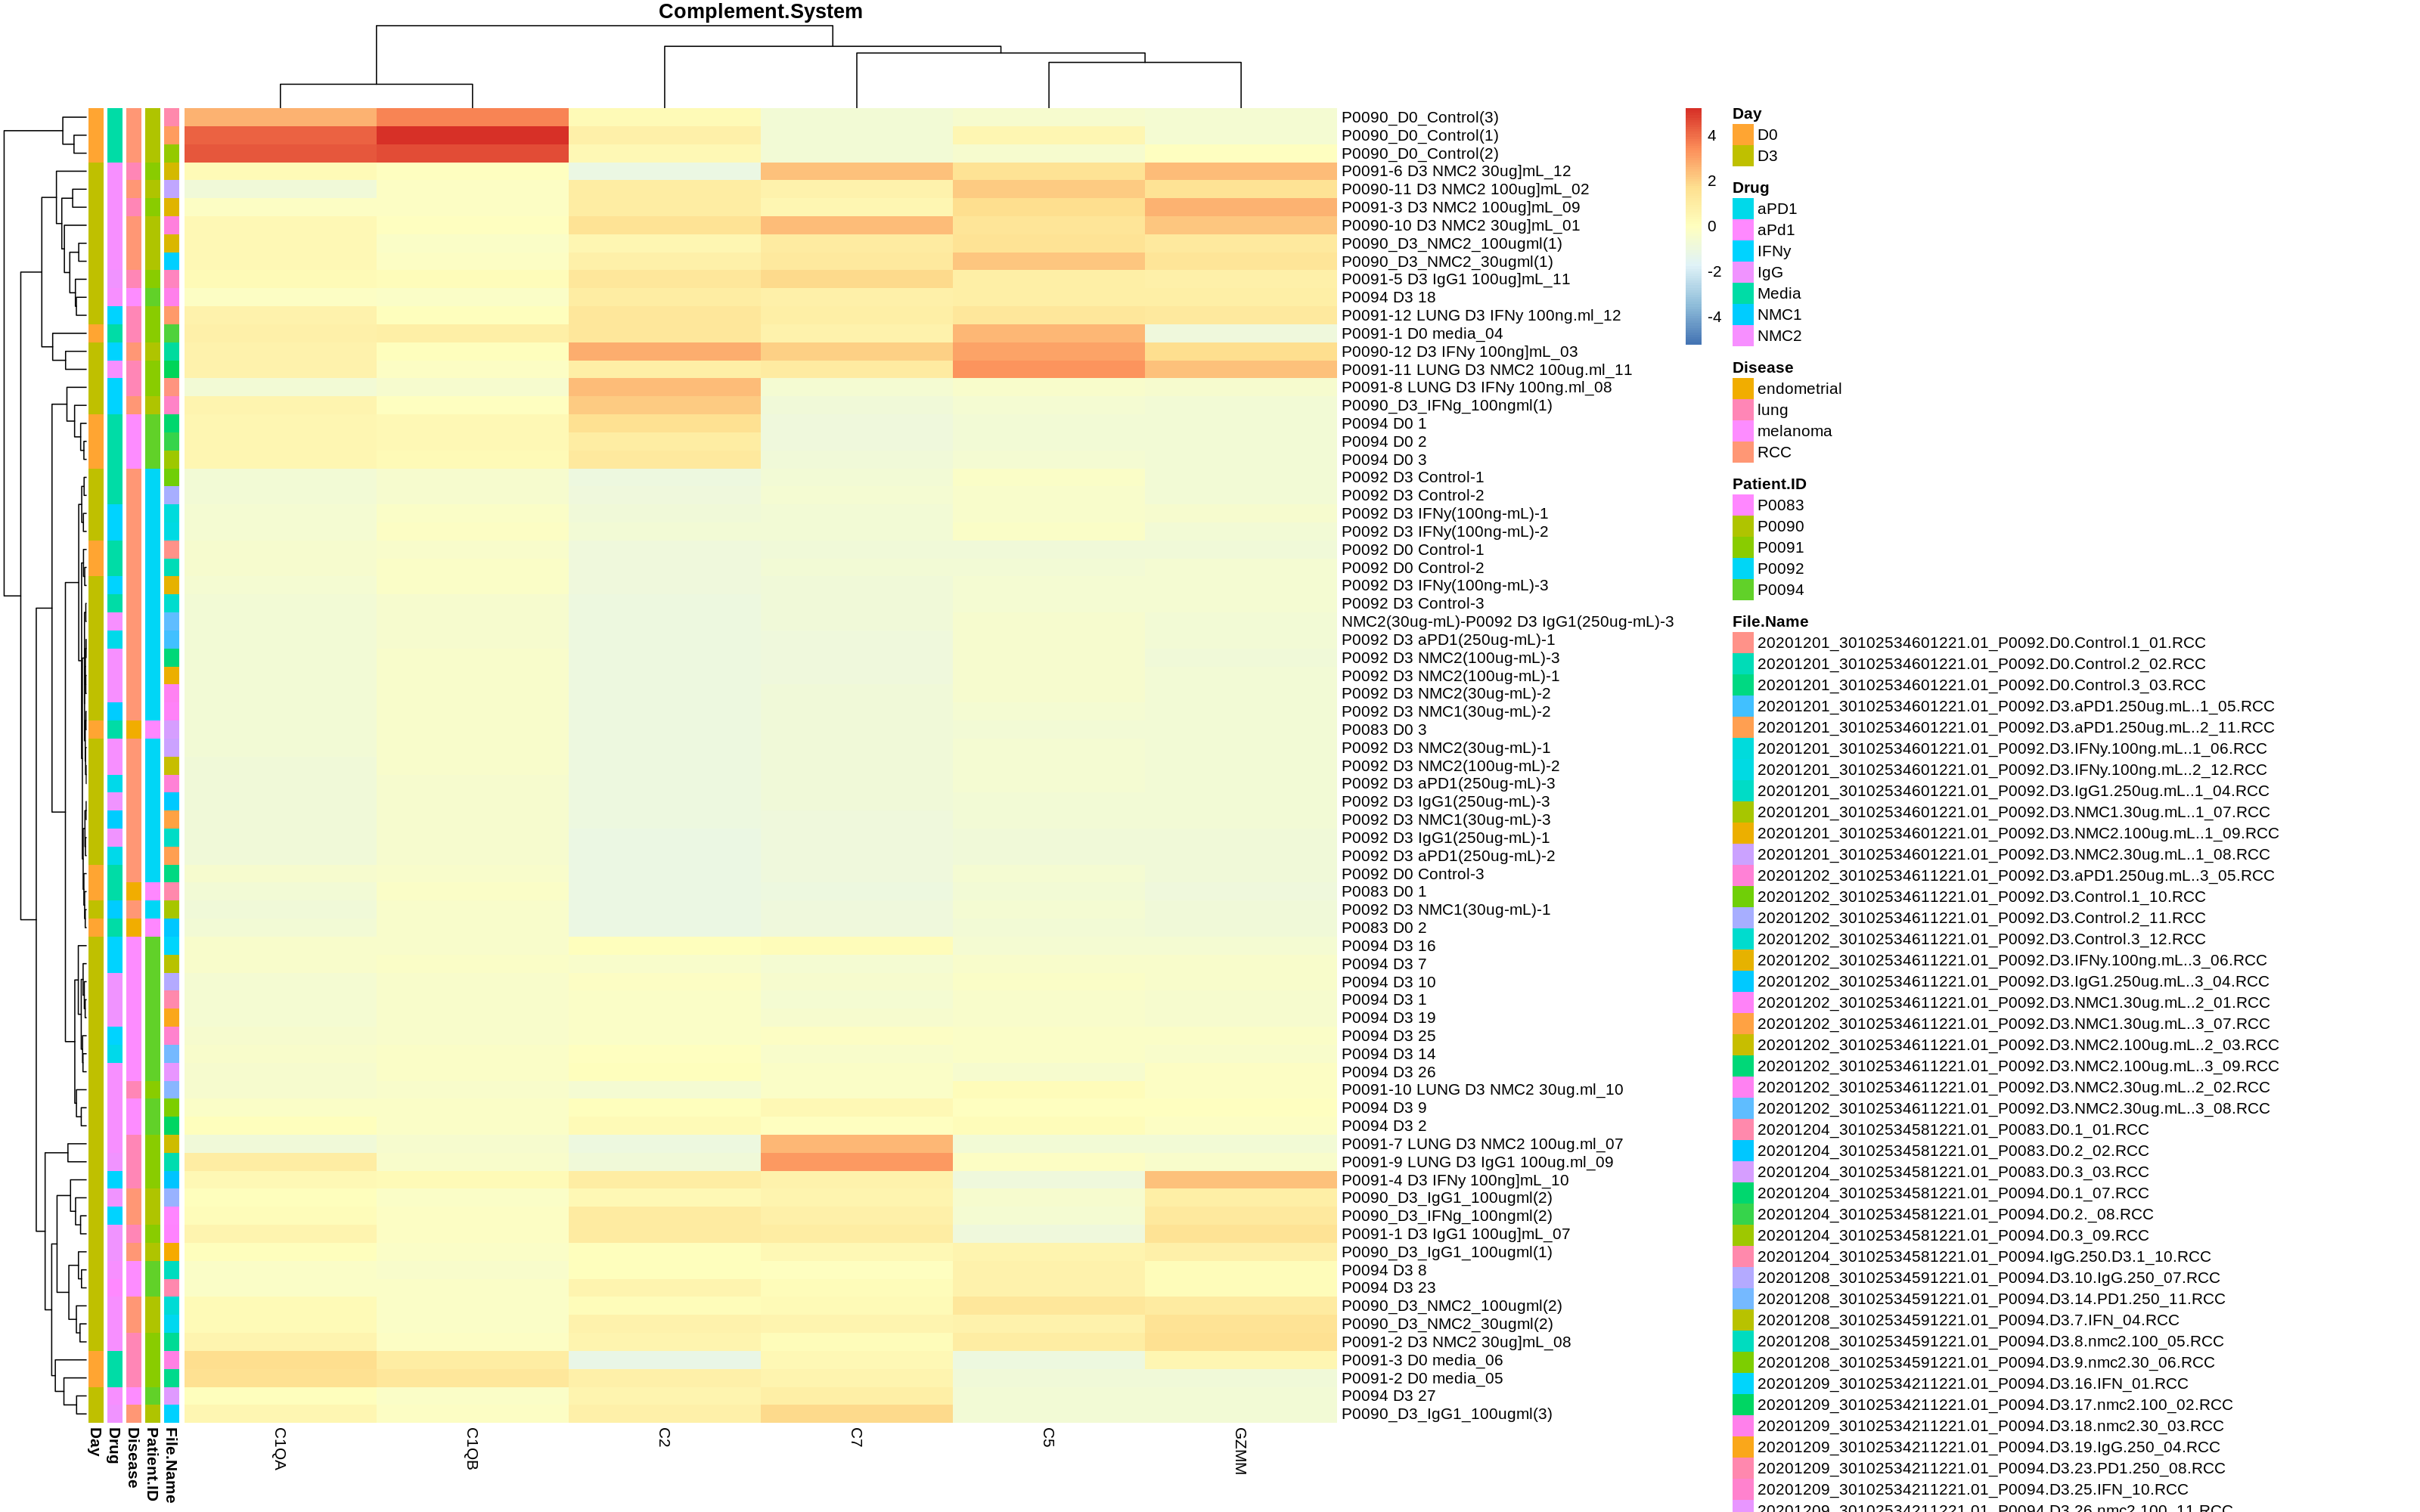 Complement.System
P0090_D0_Control(3)
P0090_D0_Control(1)
P0090_D0_Control(2)
P0091-6 D3 NMC2 30ug]mL_12
P0090-11 D3 NMC2 100ug]mL_02
P0091-3 D3 NMC2 100ug]mL_09
P0090-10 D3 NMC2 30ug]mL_01
P0090_D3_NMC2_100ugml(1)
P0090_D3_NMC2_30ugml(1)
P0091-5 D3 IgG1 100ug]mL_11
P0094 D3 18
P0091-12 LUNG D3 IFNy 100ng.ml_12
P0091-1 D0 media_04
P0090-12 D3 IFNy 100ng]mL_03
P0091-11 LUNG D3 NMC2 100ug.ml_11
P0091-8 LUNG D3 IFNy 100ng.ml_08
P0090_D3_IFNg_100ngml(1)
P0094 D0 1
P0094 D0 2
P0094 D0 3
P0092 D3 Control-1
P0092 D3 Control-2
P0092 D3 IFNy(100ng-mL)-1
P0092 D3 IFNy(100ng-mL)-2
P0092 D0 Control-1
P0092 D0 Control-2
P0092 D3 IFNy(100ng-mL)-3
P0092 D3 Control-3
NMC2(30ug-mL)-P0092 D3 IgG1(250ug-mL)-3
P0092 D3 aPD1(250ug-mL)-1
P0092 D3 NMC2(100ug-mL)-3
P0092 D3 NMC2(100ug-mL)-1
P0092 D3 NMC2(30ug-mL)-2
P0092 D3 NMC1(30ug-mL)-2
P0083 D0 3
P0092 D3 NMC2(30ug-mL)-1
P0092 D3 NMC2(100ug-mL)-2
P0092 D3 aPD1(250ug-mL)-3
P0092 D3 IgG1(250ug-mL)-3
P0092 D3 NMC1(30ug-mL)-3
P0092 D3 IgG1(250ug-mL)-1
P0092 D3 aPD1(250ug-mL)-2
P0092 D0 Control-3
P0083 D0 1
P0092 D3 NMC1(30ug-mL)-1
P0083 D0 2
P0094 D3 16
P0094 D3 7
P0094 D3 10
P0094 D3 1
P0094 D3 19
P0094 D3 25
P0094 D3 14
P0094 D3 26
P0091-10 LUNG D3 NMC2 30ug.ml_10
P0094 D3 9
P0094 D3 2
P0091-7 LUNG D3 NMC2 100ug.ml_07
P0091-9 LUNG D3 IgG1 100ug.ml_09
P0091-4 D3 IFNy 100ng]mL_10
P0090_D3_IgG1_100ugml(2)
P0090_D3_IFNg_100ngml(2)
P0091-1 D3 IgG1 100ug]mL_07
P0090_D3_IgG1_100ugml(1)
P0094 D3 8
P0094 D3 23
P0090_D3_NMC2_100ugml(2)
P0090_D3_NMC2_30ugml(2)
P0091-2 D3 NMC2 30ug]mL_08
P0091-3 D0 media_06
P0091-2 D0 media_05
P0094 D3 27
P0090_D3_IgG1_100ugml(3)
Day
Drug
Disease
Patient.ID
File.Name
C1QA
C1QB
C2
C7
C5
GZMM
4
2
0
-2
-4
Day
D0
D3
Drug
aPD1
aPd1
IFNy
IgG
Media
NMC1
NMC2
Disease
endometrial
lung
melanoma
RCC
Patient.ID
P0083
P0090
P0091
P0092
P0094
File.Name
20201201_30102534601221.01_P0092.D0.Control.1_01.RCC
20201201_30102534601221.01_P0092.D0.Control.2_02.RCC
20201201_30102534601221.01_P0092.D0.Control.3_03.RCC
20201201_30102534601221.01_P0092.D3.aPD1.250ug.mL..1_05.RCC
20201201_30102534601221.01_P0092.D3.aPD1.250ug.mL..2_11.RCC
20201201_30102534601221.01_P0092.D3.IFNy.100ng.mL..1_06.RCC
20201201_30102534601221.01_P0092.D3.IFNy.100ng.mL..2_12.RCC
20201201_30102534601221.01_P0092.D3.IgG1.250ug.mL..1_04.RCC
20201201_30102534601221.01_P0092.D3.NMC1.30ug.mL..1_07.RCC
20201201_30102534601221.01_P0092.D3.NMC2.100ug.mL..1_09.RCC
20201201_30102534601221.01_P0092.D3.NMC2.30ug.mL..1_08.RCC
20201202_30102534611221.01_P0092.D3.aPD1.250ug.mL..3_05.RCC
20201202_30102534611221.01_P0092.D3.Control.1_10.RCC
20201202_30102534611221.01_P0092.D3.Control.2_11.RCC
20201202_30102534611221.01_P0092.D3.Control.3_12.RCC
20201202_30102534611221.01_P0092.D3.IFNy.100ng.mL..3_06.RCC
20201202_30102534611221.01_P0092.D3.IgG1.250ug.mL..3_04.RCC
20201202_30102534611221.01_P0092.D3.NMC1.30ug.mL..2_01.RCC
20201202_30102534611221.01_P0092.D3.NMC1.30ug.mL..3_07.RCC
20201202_30102534611221.01_P0092.D3.NMC2.100ug.mL..2_03.RCC
20201202_30102534611221.01_P0092.D3.NMC2.100ug.mL..3_09.RCC
20201202_30102534611221.01_P0092.D3.NMC2.30ug.mL..2_02.RCC
20201202_30102534611221.01_P0092.D3.NMC2.30ug.mL..3_08.RCC
20201204_30102534581221.01_P0083.D0.1_01.RCC
20201204_30102534581221.01_P0083.D0.2_02.RCC
20201204_30102534581221.01_P0083.D0.3_03.RCC
20201204_30102534581221.01_P0094.D0.1_07.RCC
20201204_30102534581221.01_P0094.D0.2._08.RCC
20201204_30102534581221.01_P0094.D0.3_09.RCC
20201204_30102534581221.01_P0094.IgG.250.D3.1_10.RCC
20201208_30102534591221.01_P0094.D3.10.IgG.250_07.RCC
20201208_30102534591221.01_P0094.D3.14.PD1.250_11.RCC
20201208_30102534591221.01_P0094.D3.7.IFN_04.RCC
20201208_30102534591221.01_P0094.D3.8.nmc2.100_05.RCC
20201208_30102534591221.01_P0094.D3.9.nmc2.30_06.RCC
20201209_30102534211221.01_P0094.D3.16.IFN_01.RCC
20201209_30102534211221.01_P0094.D3.17.nmc2.100_02.RCC
20201209_30102534211221.01_P0094.D3.18.nmc2.30_03.RCC
20201209_30102534211221.01_P0094.D3.19.IgG.250_04.RCC
20201209_30102534211221.01_P0094.D3.23.PD1.250_08.RCC
20201209_30102534211221.01_P0094.D3.25.IFN_10.RCC
20201209_30102534211221.01_P0094.D3.26.nmc2.100_11.RCC